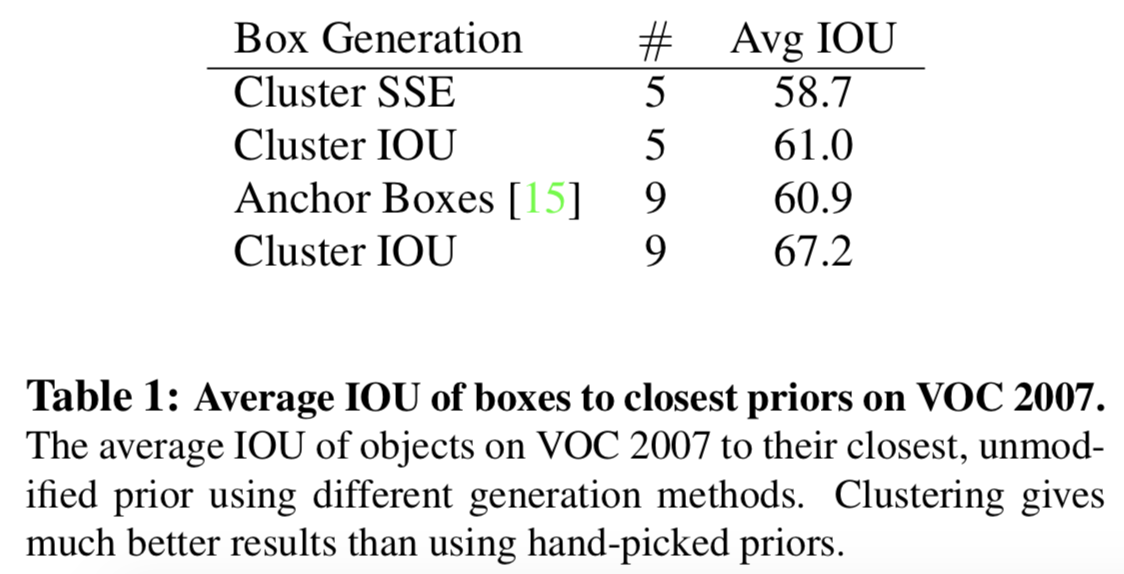 Box Generation # Avg IOU
Cluster SSE 5 58.7
Cluster IOU 5 61.0
Anchor Boxes [15] 9 60.9
Cluster IOU 9 67.2
Table 1: Average IOU of boxes to closest priors on VOC 2007.
The average IOU of objects on VOC 2007 to their closest, unmod-
ified prior using different generation methods. Clustering gives
much better results than using hand-picked priors.